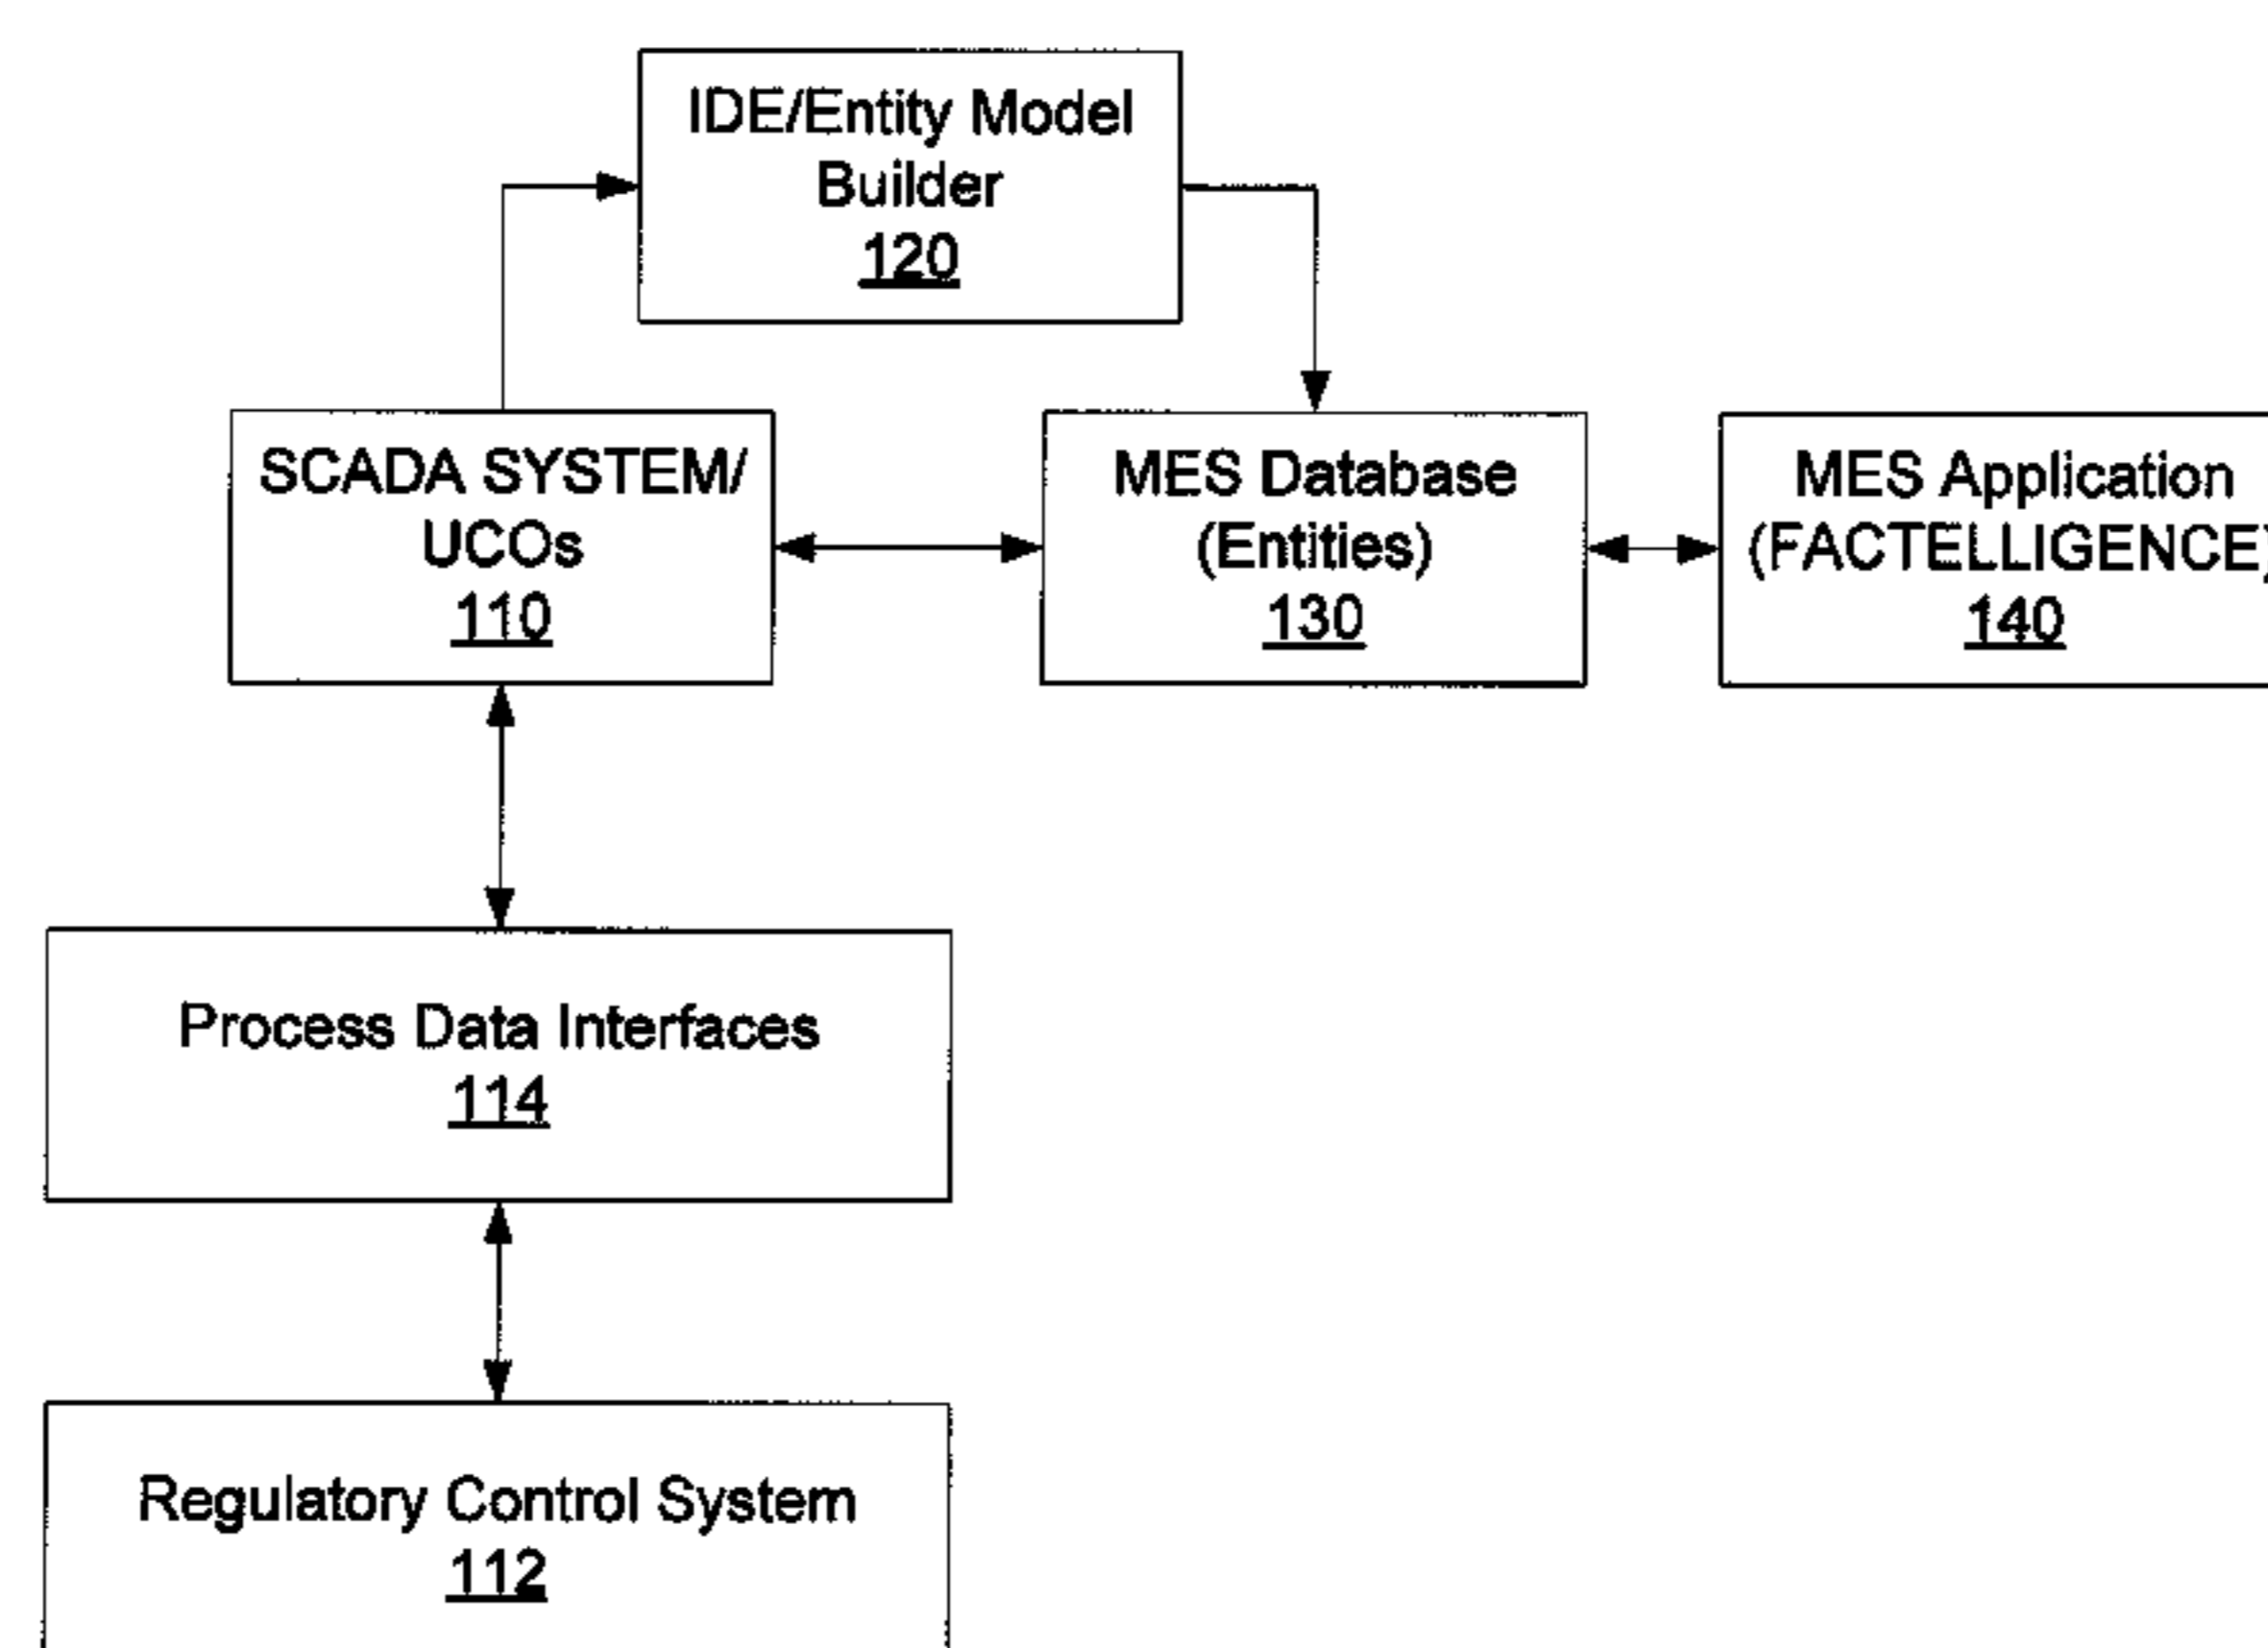 IDE/Entity Model
Builder
120
SCADA SYSTEM/
UCOs
110
MES Database
(Entities)
130
MES Application
(FACTELLIGENCE)
140
Process Data Interfaces
114
Regulatory Control System
112